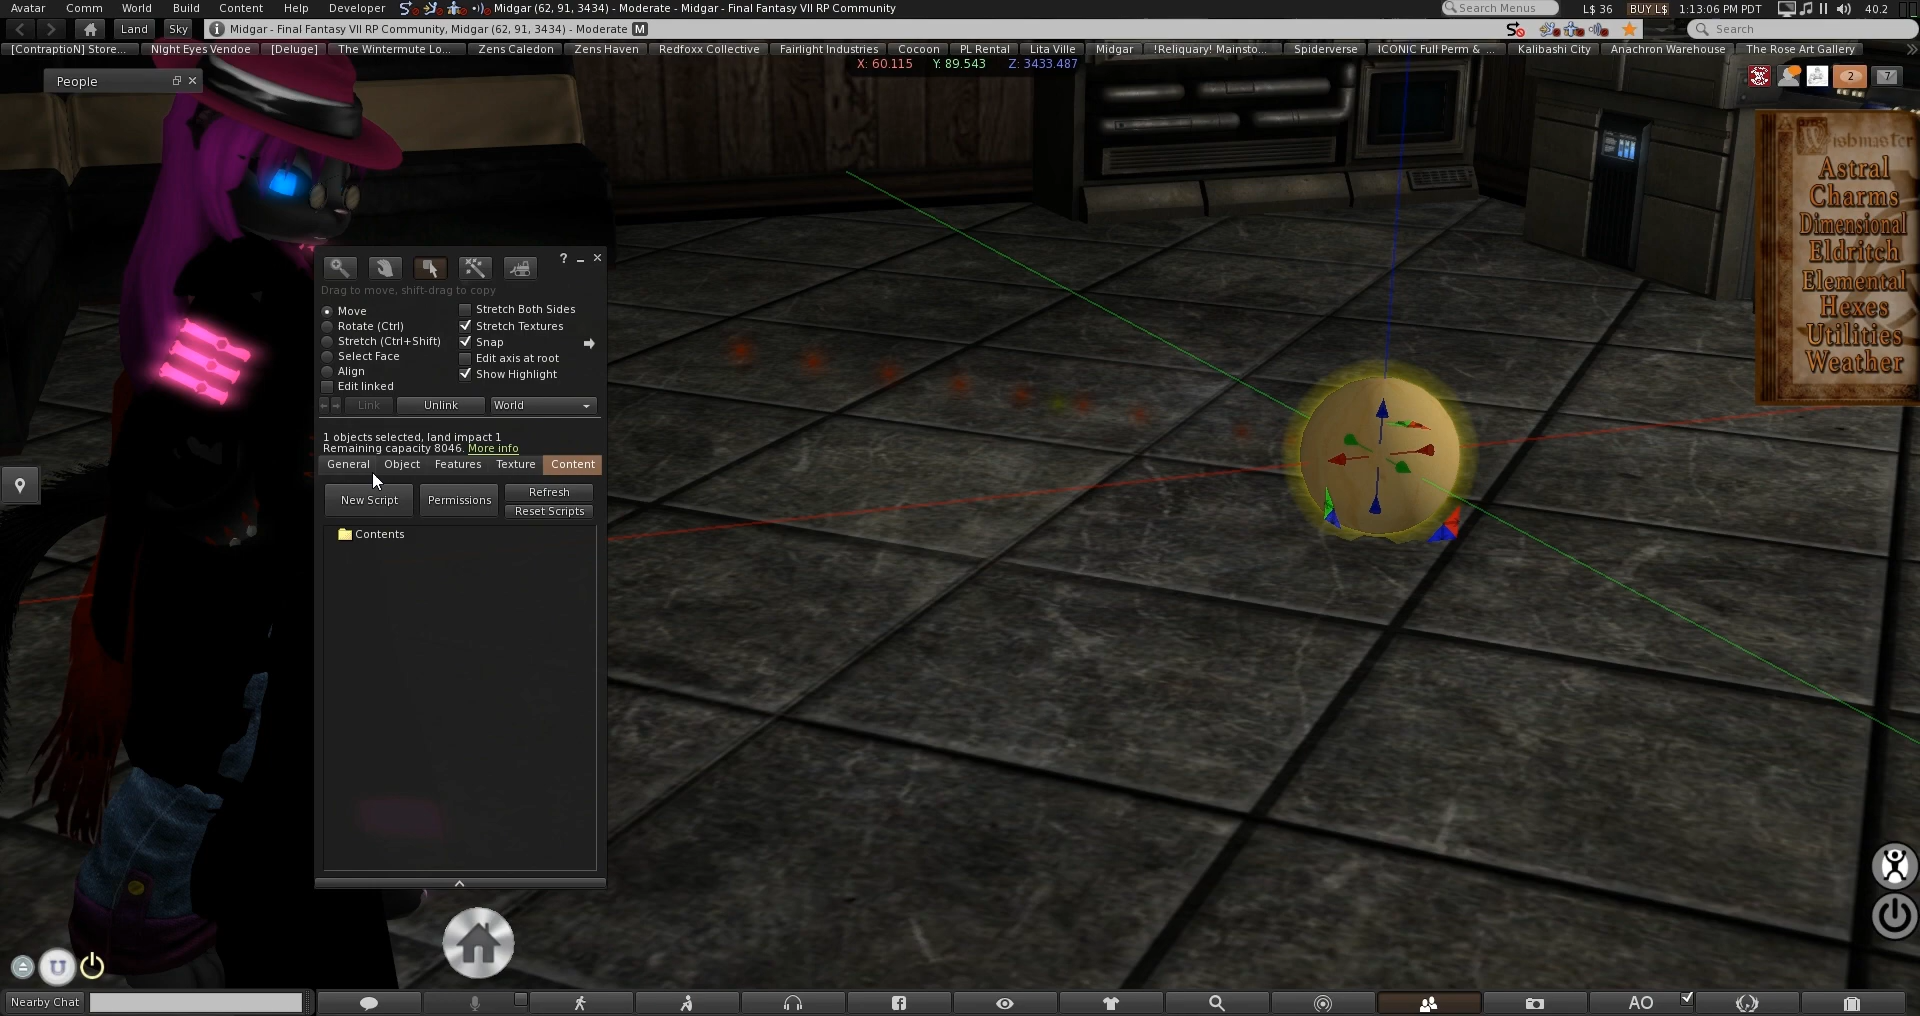 Avatar Comm World Build Content Help Developer Midgar (62, 91, 3434) - Moderate - Midgar - Final Fantasy VII RP Community Search Menus L$ 36 BUY L$ 1:13:06 PM PDT 40.2
Land Sky Midgar - Final Fantasy VII RP Community, Midgar (62, 91, 3434) - Moderate M Search
[ContraptioN] Store... Night Eyes Vendoe [Deluge] The Wintermute Lo... Zens Caledon Zens Haven Redfoxx Collective Fairlight Industries Cocoon PL Rental Lita Ville Midgar !Reliquary! Mainsto... Spiderverse ICONIC Full Perm & ... Kalibashi City Anachron Warehouse The Rose Art Gallery
X: 60.115 Y: 89.543 Z: 3433.487
People
2 7
Astral
Charms
Dimensional
Eldritch
Elemental
Hexes
Utilities
Weather
?
Drag to move, shift-drag to copy
Move
Rotate (Ctrl)
Stretch (Ctrl+Shift)
Select Face
Align
Edit linked
Stretch Both Sides
Stretch Textures
Snap
Edit axis at root
Show Highlight
Link Unlink World
1 objects selected, land impact 1
Remaining capacity 8046. More info
General Object Features Texture Content
New Script Permissions Refresh
Reset Scripts
Contents
Nearby Chat AO